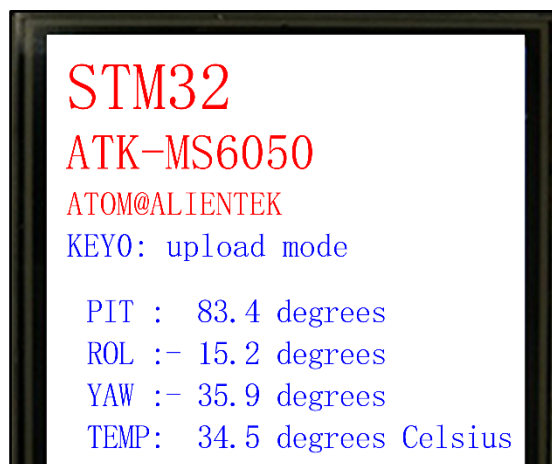 STM32
ATK-MS6050
ATOM@ALIENTEK
KEY0: upload mode
PIT :  83.4 degrees
ROL :- 15.2 degrees
YAW :- 35.9 degrees
TEMP:  34.5 degrees Celsius